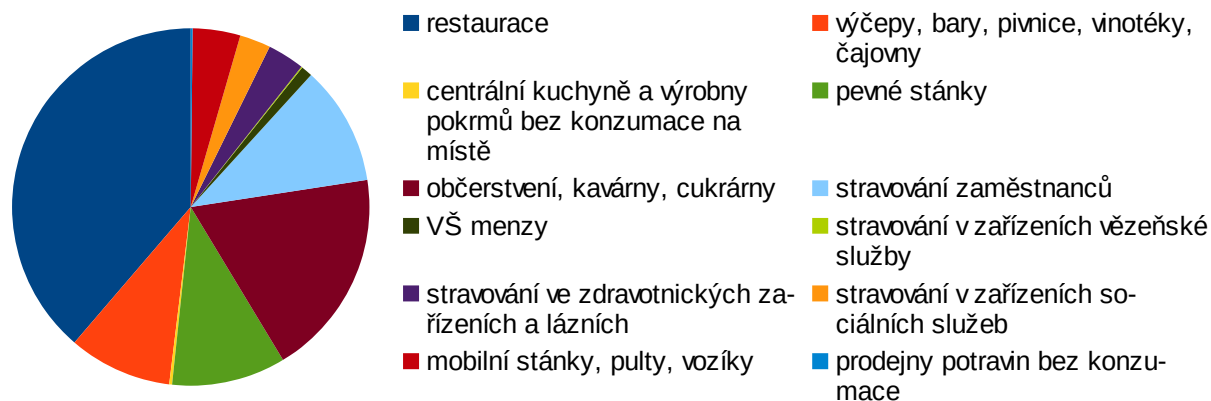 restaurace
výčepy, bary, pivnice, vinotéky,
čajovny
centrální kuchyně a výrobny
pokrmů bez konzumace na
místě
pevné stánky
občerstvení, kavárny, cukrárny
stravování zaměstnanců
VŠ menzy
stravování v zařízeních vězeňské
služby
stravování ve zdravotnických za-
řízeních a lázních
stravování v zařízeních so-
ciálních služeb
mobilní stánky, pulty, vozíky
prodejny potravin bez konzu-
mace